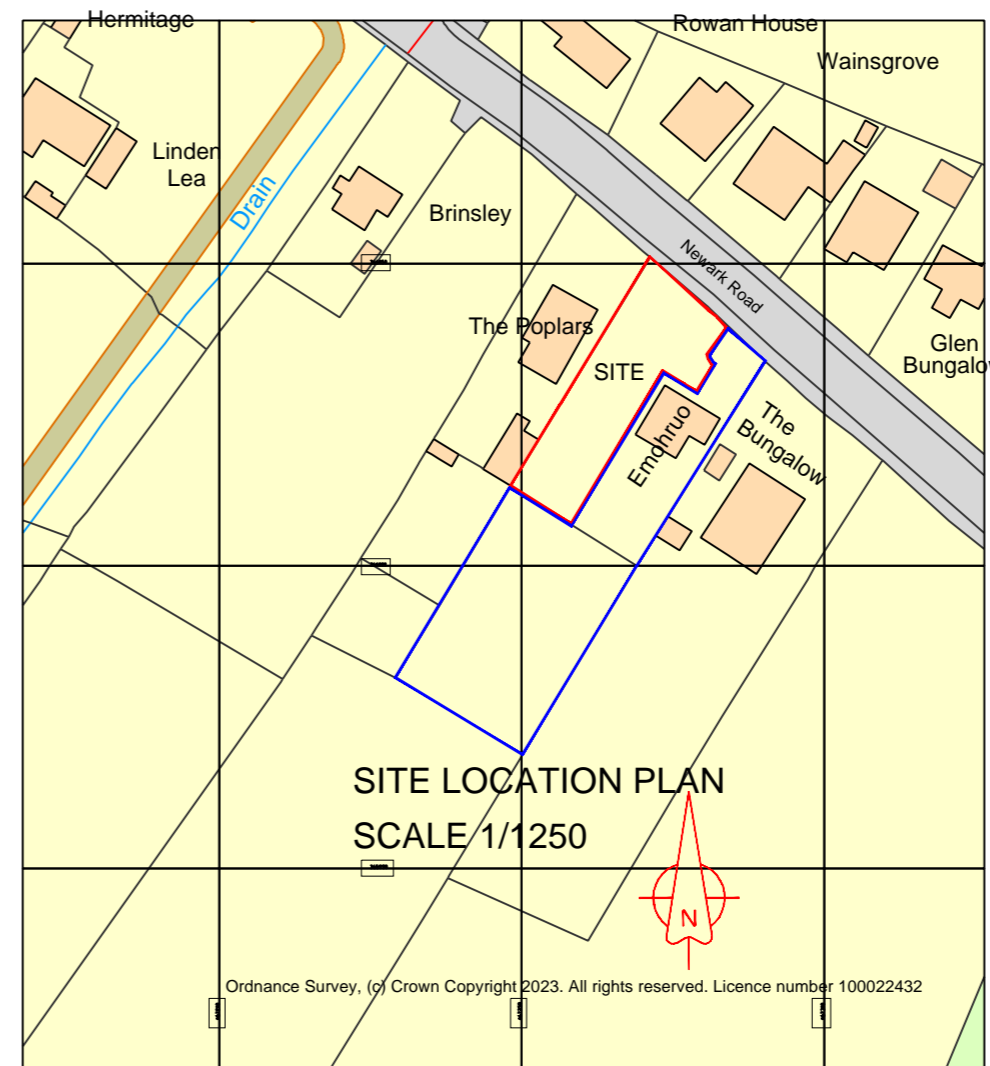 Hermitage
Rowan House
Wainsgrove
Linden
Lea
Drain
Brinsley
Newark Road
The Poplars
SITE
Glen
Bungalow
The
Bungalow
Emohruo
SITE LOCATION PLAN
SCALE 1/1250
N
Ordnance Survey, (c) Crown Copyright 2023. All rights reserved. Licence number 100022432